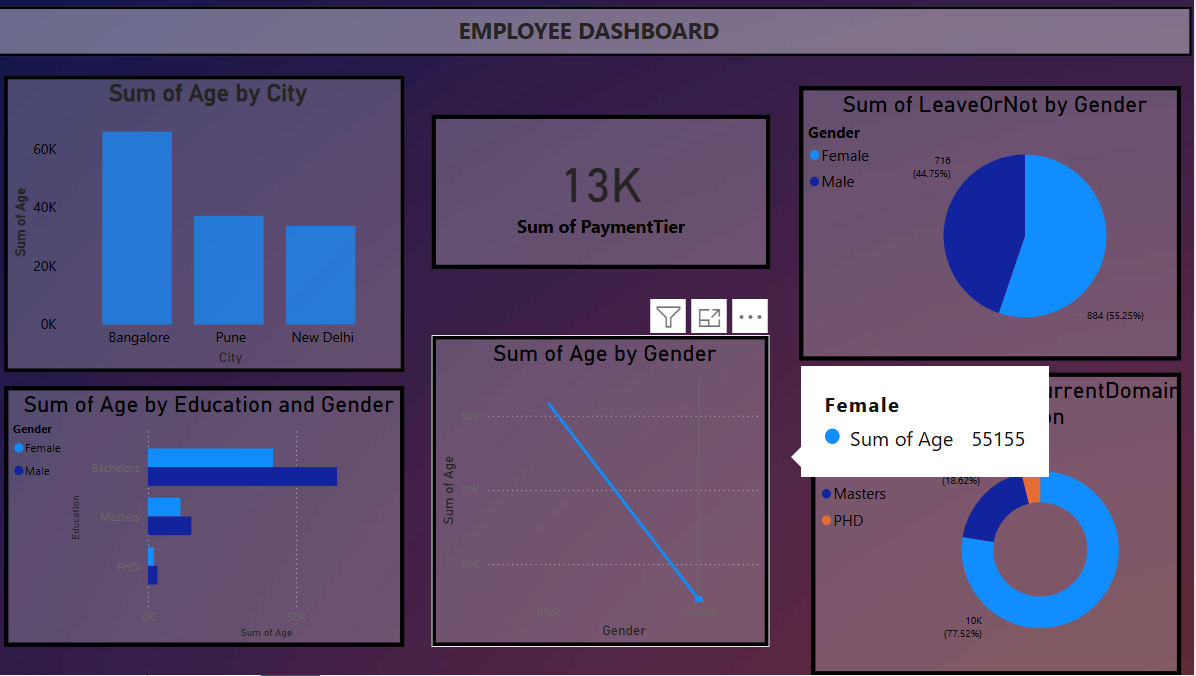 EMPLOYEE DASHBOARD
Sum of Age by City
60K
40K
20K
0K
Sum of Age
Bangalore
Pune
New Delhi
City
13K
Sum of PaymentTier
Sum of LeaveOrNot by Gender
Gender
Female
Male
716
(44.75%)
884 (55.25%)
Sum of Age by Education and Gender
Gender
Female
Male
Bachelors
Masters
PHD
Education
0K
50K
Sum of Age
Sum of Age by Gender
80K
70K
60K
Sum of Age
Male
Female
Gender
Female
Sum of Age 55155
(18.62%)
Masters
PHD
10K
(77.52%)